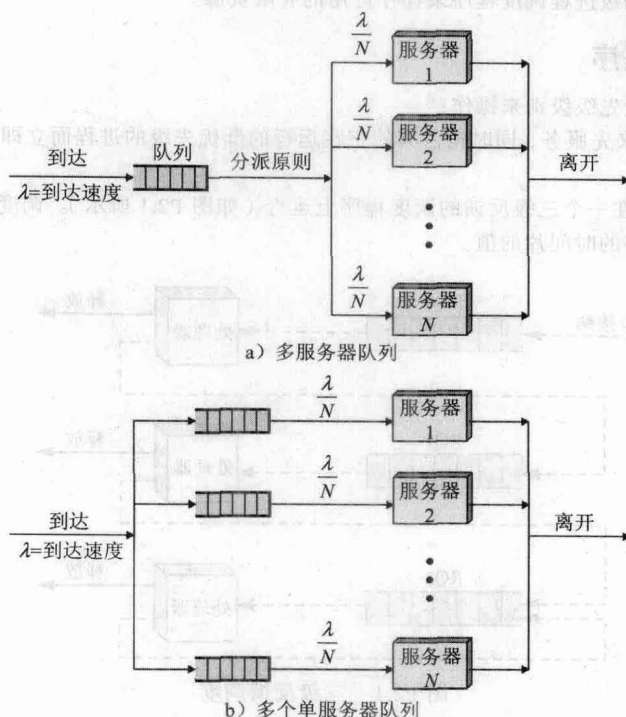 λ/N
服务器
1
λ/N
服务器
2
到达
队列
分派原则
离开
λ=到达速度
λ/N
服务器
N
a）多服务器队列
λ/N
服务器
1
λ/N
服务器
2
到达
离开
λ=到达速度
λ/N
服务器
N
b）多个单服务器队列